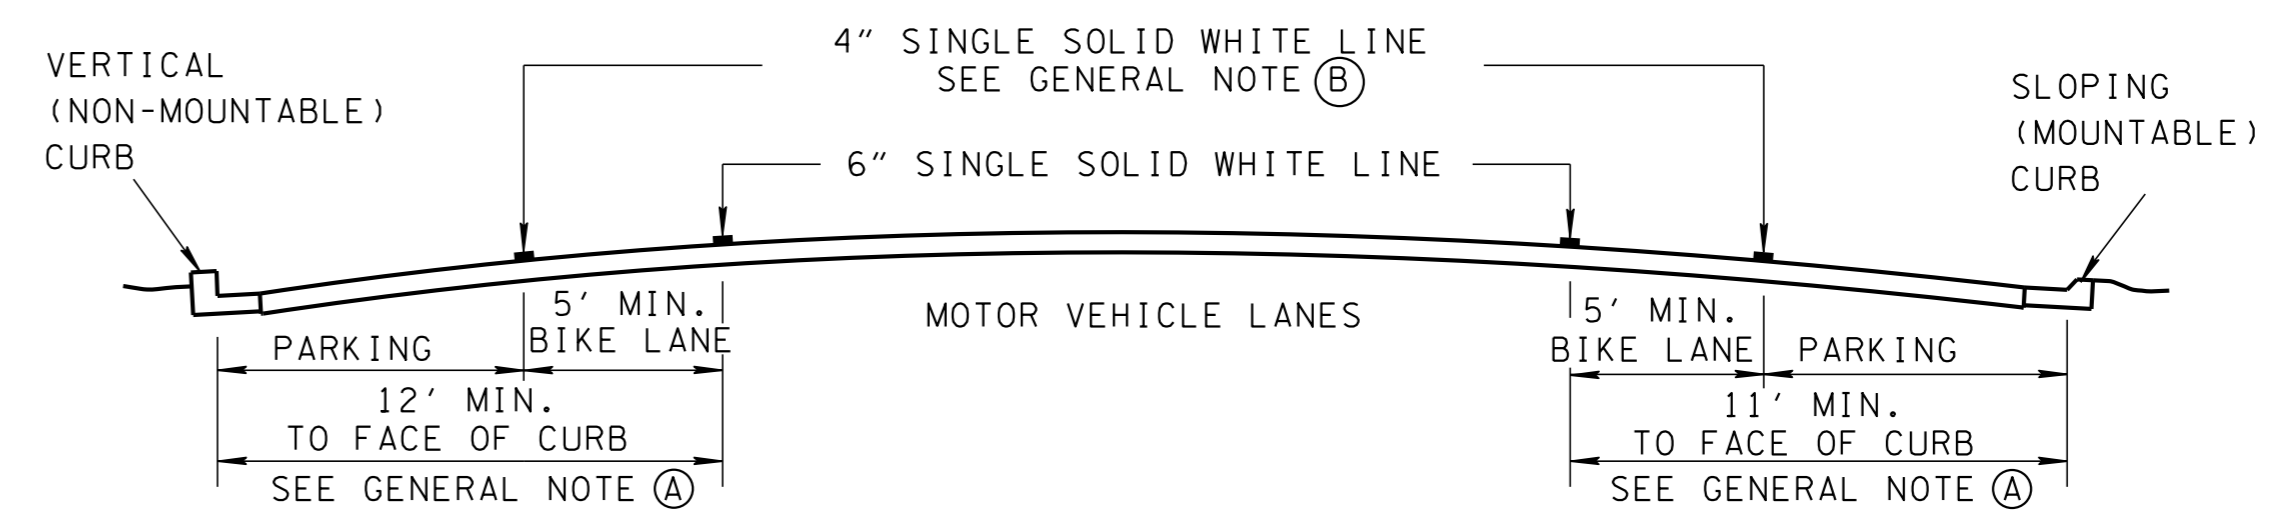 VERTICAL
(NON-MOUNTABLE)
CURB
4" SINGLE SOLID WHITE LINE
SEE GENERAL NOTE B
6" SINGLE SOLID WHITE LINE
SLOPING
(MOUNTABLE)
CURB
PARKING
5' MIN.
BIKE LANE
12' MIN.
TO FACE OF CURB
SEE GENERAL NOTE A
MOTOR VEHICLE LANES
5' MIN.
BIKE LANE
PARKING
11' MIN.
TO FACE OF CURB
SEE GENERAL NOTE A